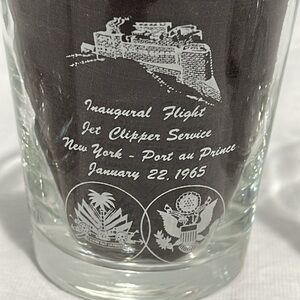 Inaugural Flight
Jet Clipper Service
New York - Port au Prince
January 22, 1965